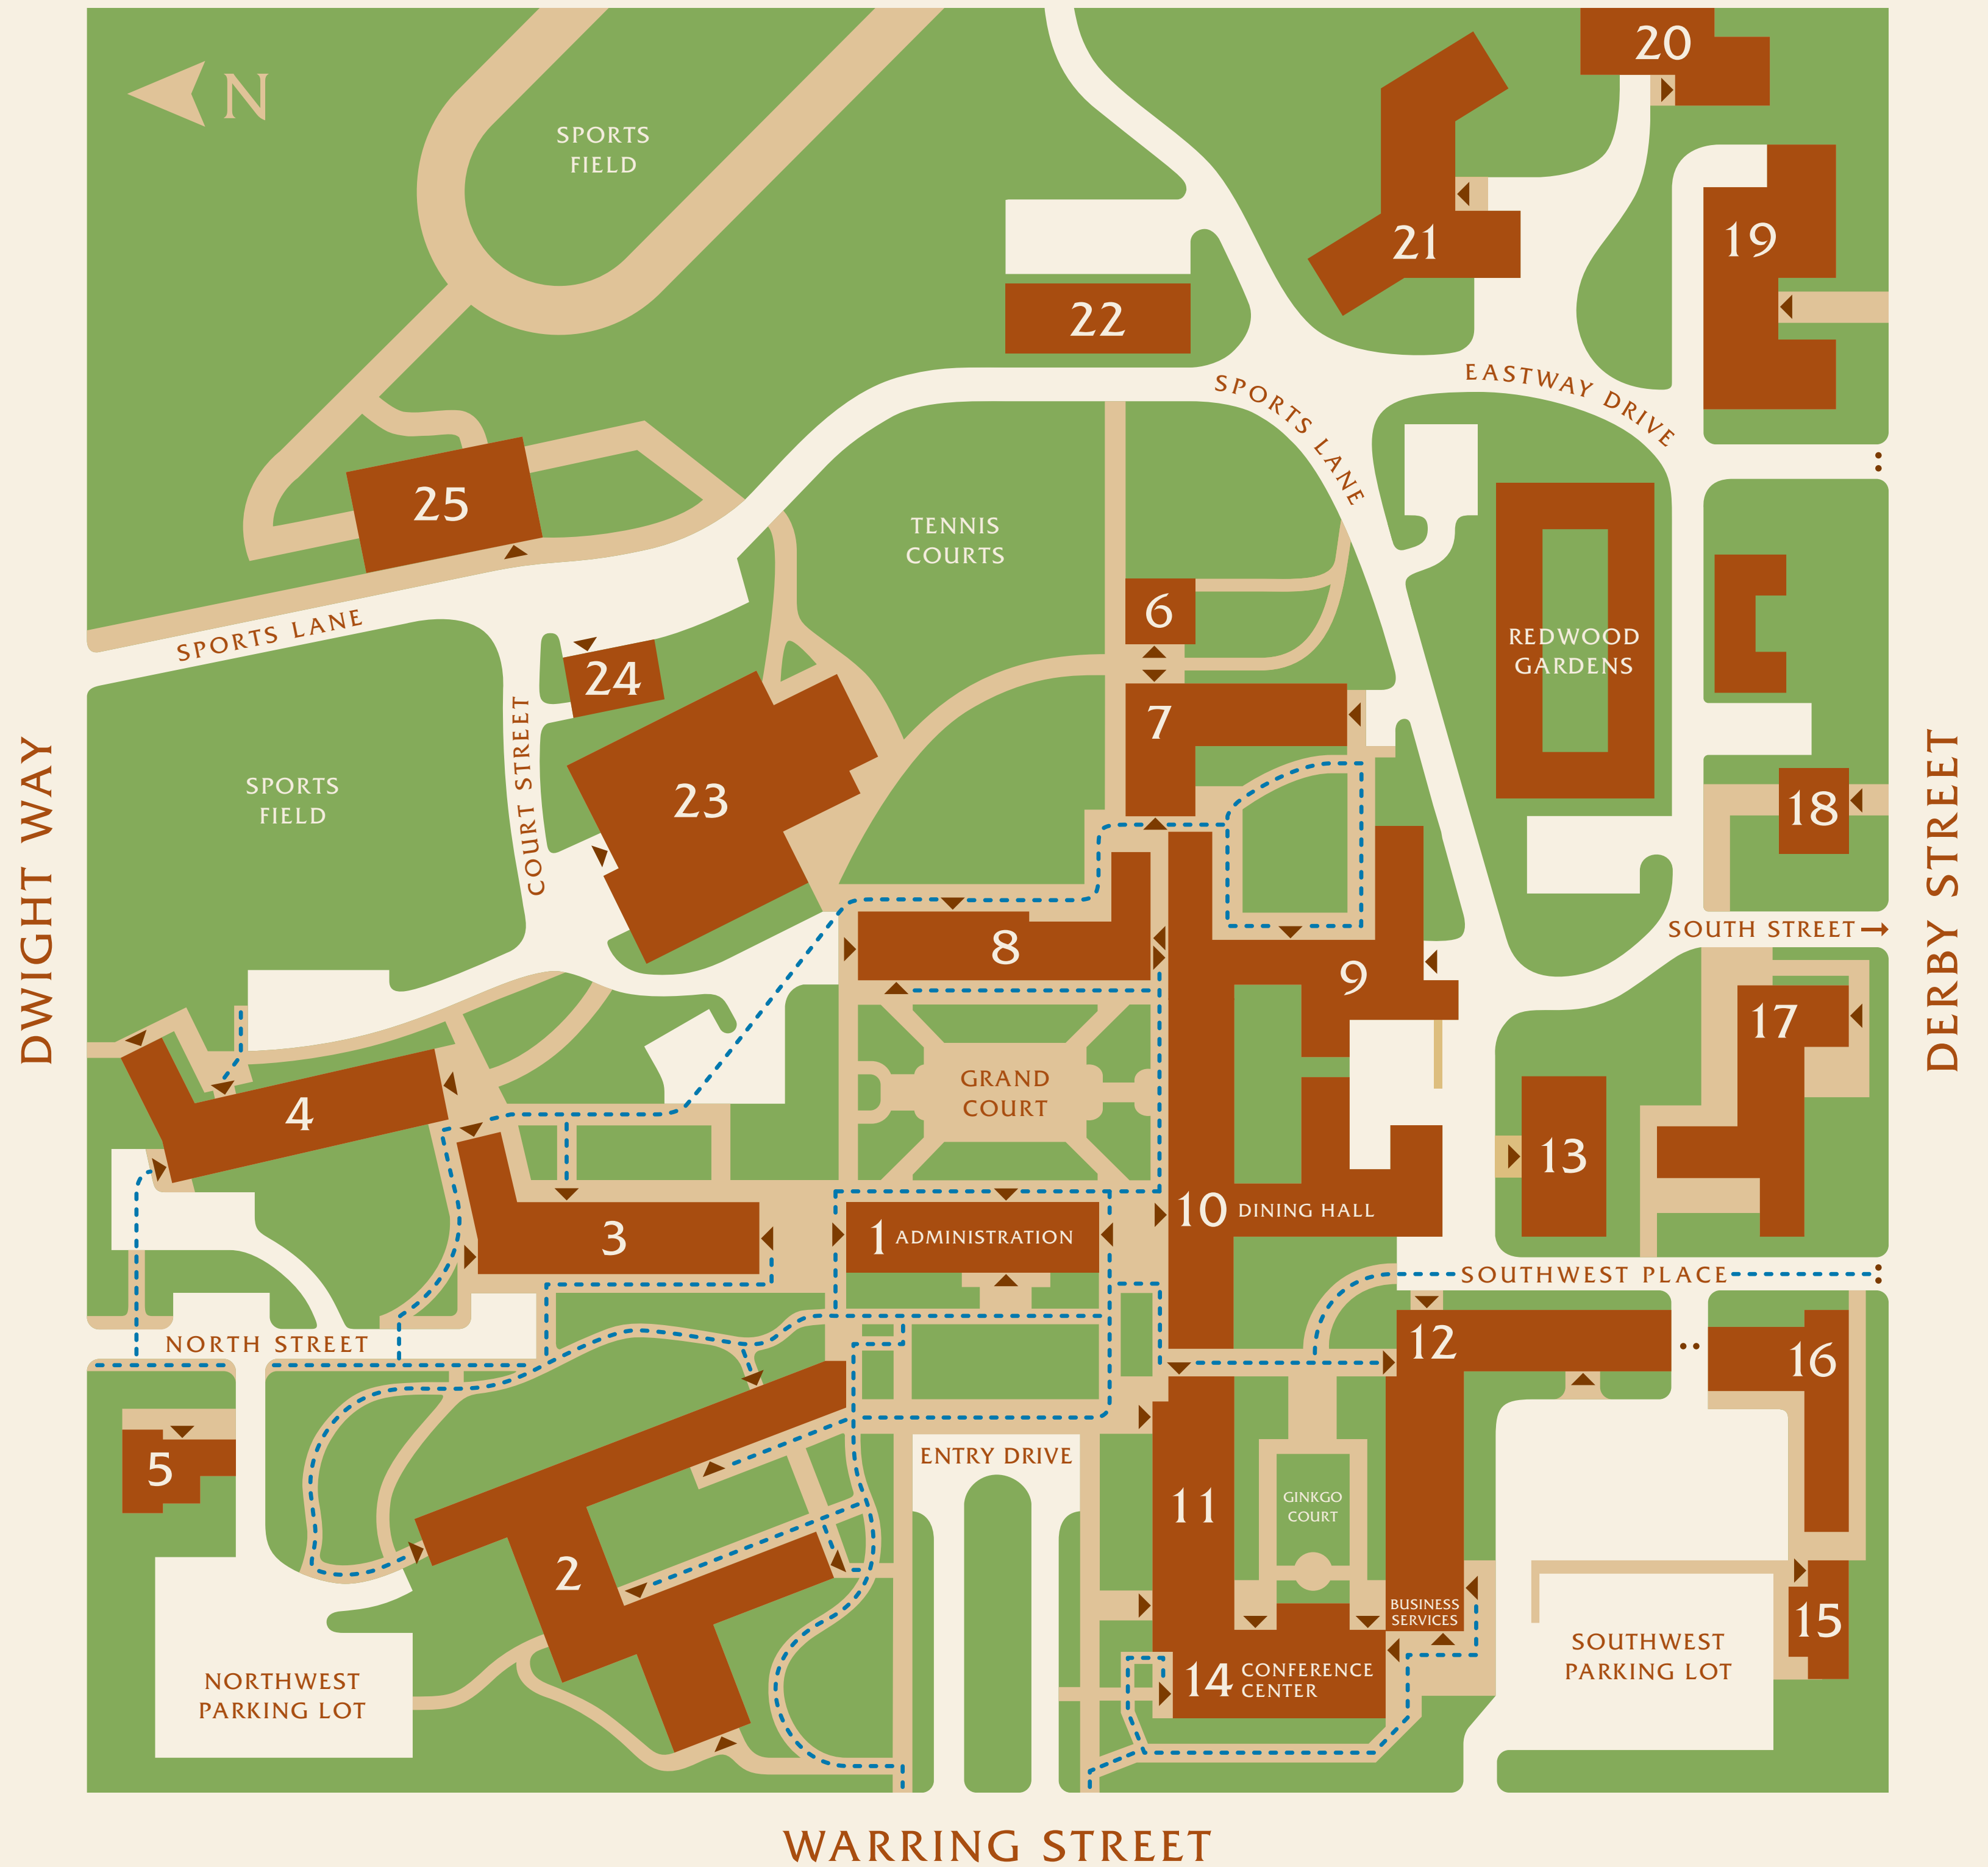 20
N
SPORTS
FIELD
21
19
22
EASTWAY DRIVE
SPORTS LANE
25
TENNIS
COURTS
6
SPORTS LANE
REDWOOD
GARDENS
24
7
COURT STREET
SPORTS
FIELD
23
18
DWIGHT WAY
DERBY STREET
8
SOUTH STREET
9
17
GRAND
COURT
4
13
3
1 ADMINISTRATION
10 DINING HALL
SOUTHWEST PLACE
NORTH STREET
12
16
5
ENTRY DRIVE
11
GINKGO
COURT
2
BUSINESS
SERVICES
15
SOUTHWEST
PARKING LOT
14 CONFERENCE
CENTER
NORTHWEST
PARKING LOT
WARRING STREET